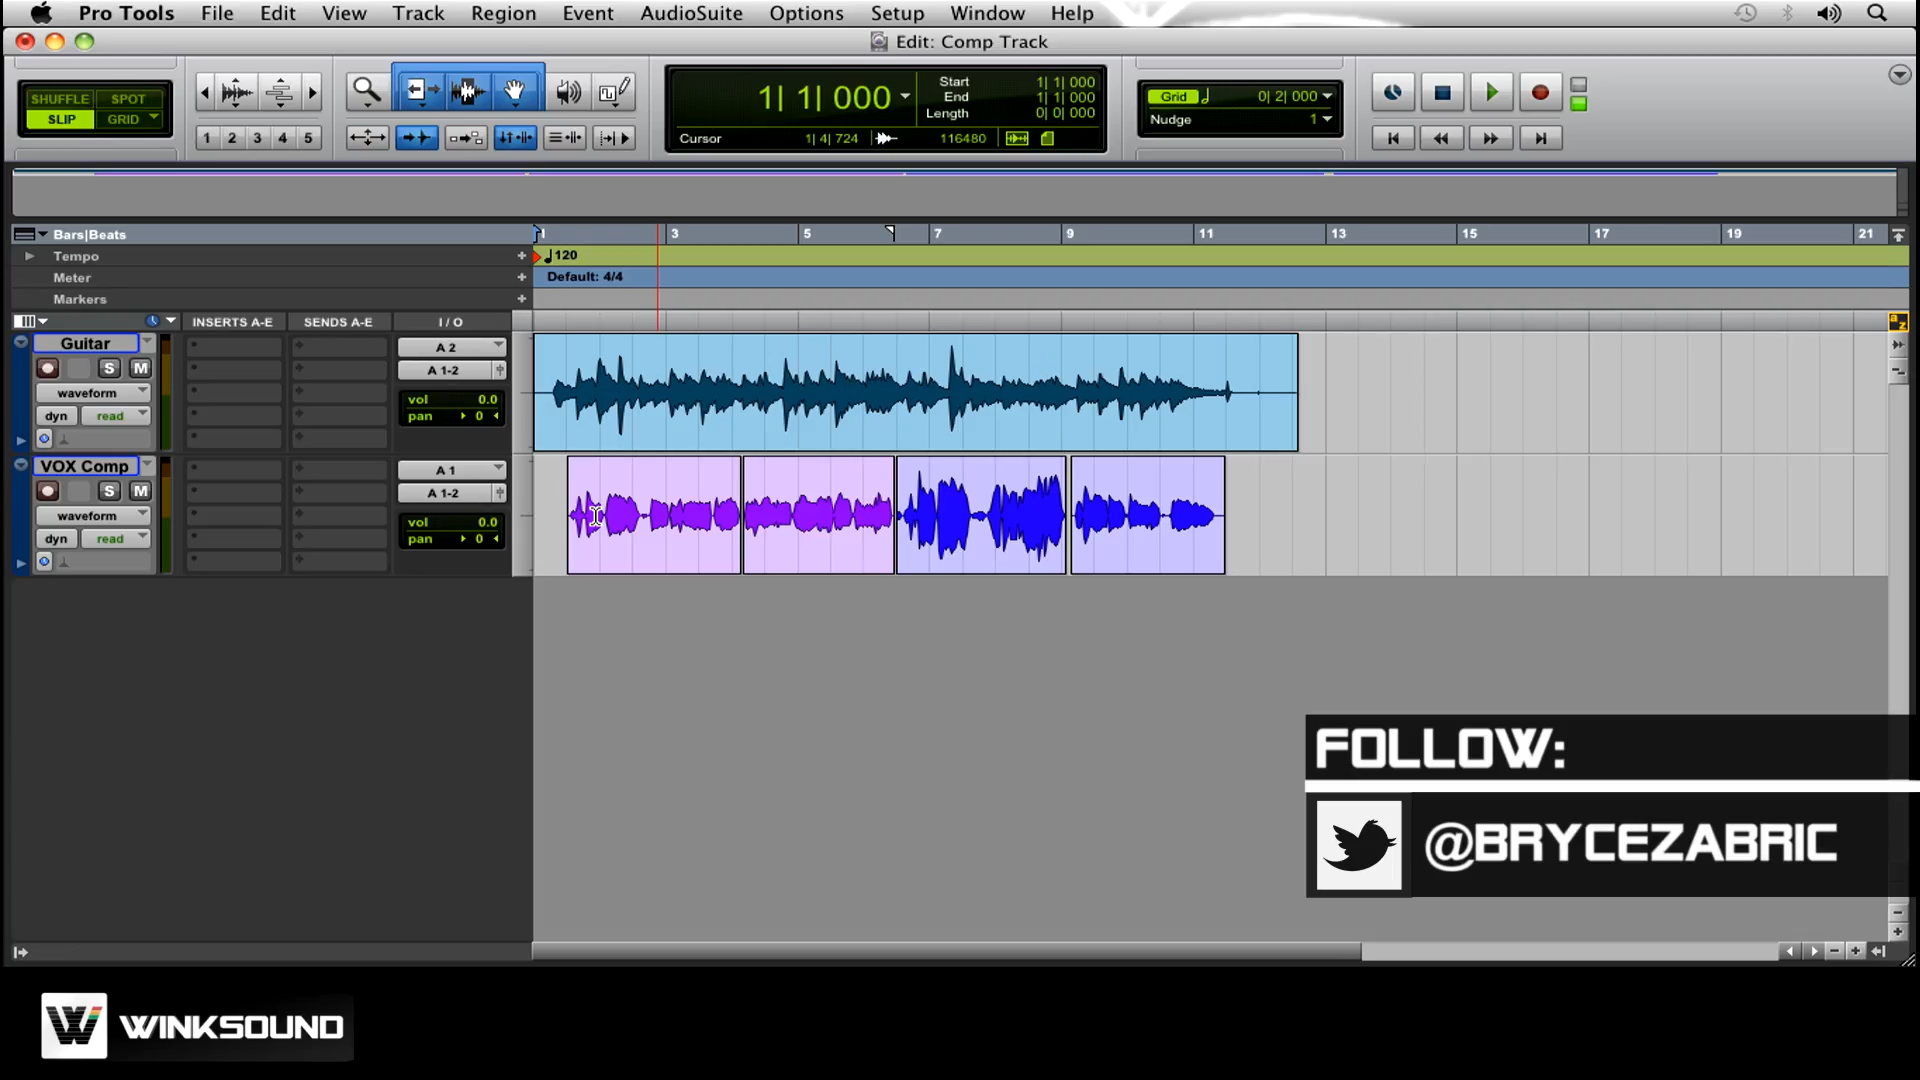 Pro Tools File Edit View Track Region Event AudioSuite Options Setup Window Help
Edit: Comp Track
SHUFFLE SPOT
SLIP GRID
1 2 3 4 5
1| 1| 000
Start 1| 1| 000
End 1| 1| 000
Length 0| 0| 000
Cursor 1| 4| 724 116480
Grid 0| 2| 000
Nudge 1
Bars|Beats 1 3 5 7 9 11 13 15 17 19 21
Tempo + 120
Meter + Default: 4/4
Markers +
INSERTS A-E SENDS A-E I / O
a z
Guitar A 2
S M A 1-2
waveform
vol 0.0
dyn read pan 0
VOX Comp A 1
S M A 1-2
waveform
vol 0.0
dyn read pan 0
FOLLOW:
@BRYCEZABRIC
W WINKSOUND